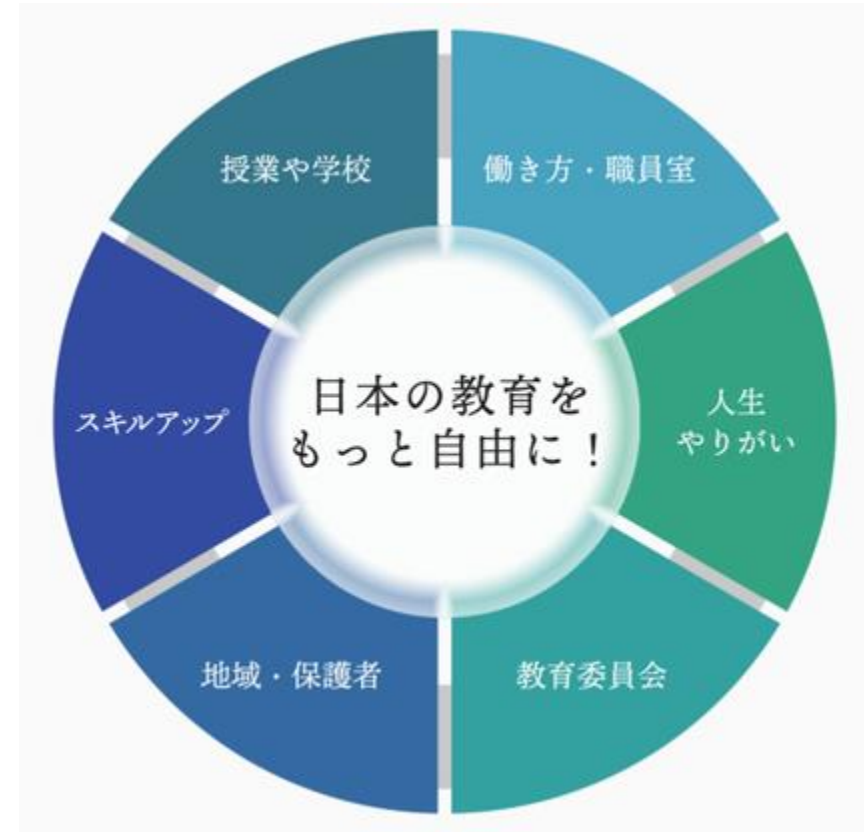 授業や学校
働き方・職員室
スキルアップ
日本の教育を
もっと自由に！
人生
やりがい
地域・保護者
教育委員会